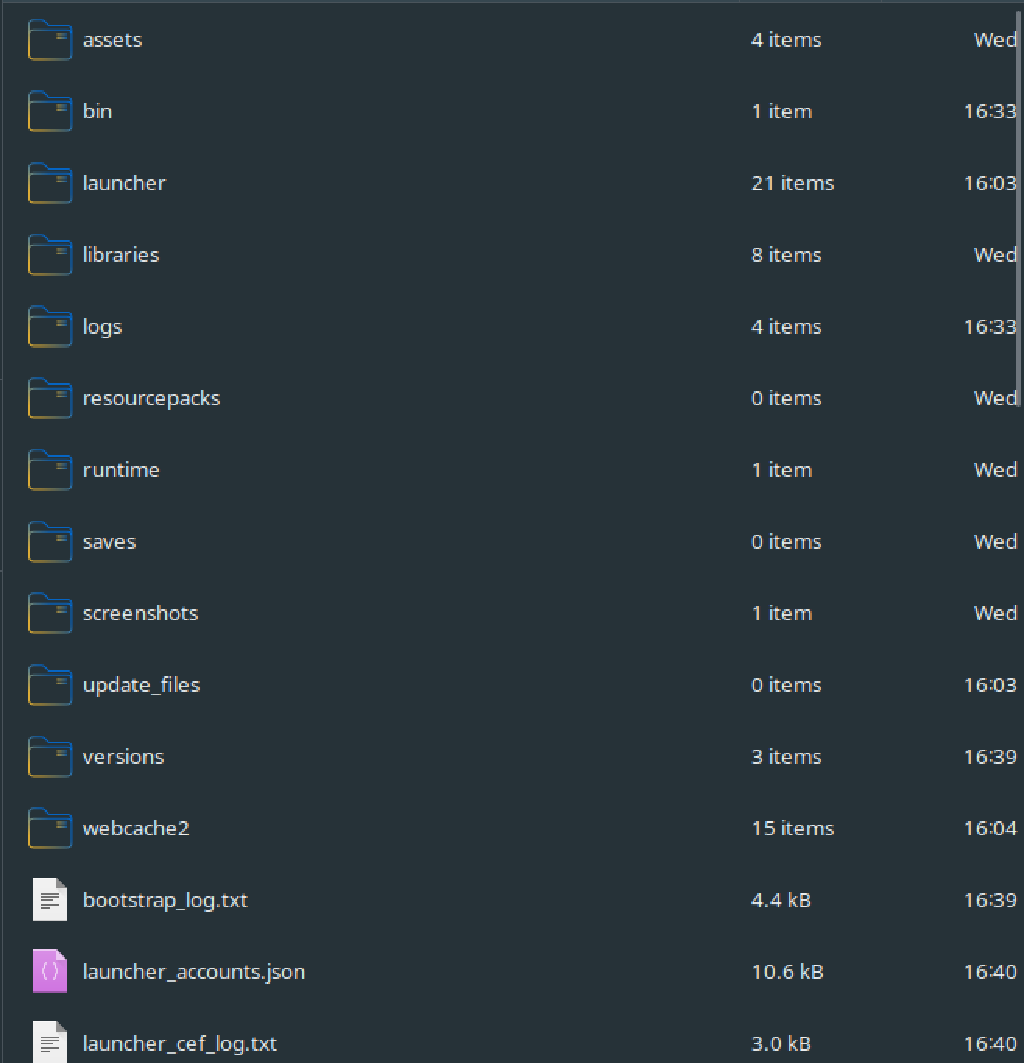 assets 4 items Wed
bin 1 item 16:33
launcher 21 items 16:03
libraries 8 items Wed
logs 4 items 16:33
resourcepacks 0 items Wed
runtime 1 item Wed
saves 0 items Wed
screenshots 1 item Wed
update_files 0 items 16:03
versions 3 items 16:39
webcache2 15 items 16:04
bootstrap_log.txt 4.4 kB 16:39
launcher_accounts.json 10.6 kB 16:40
launcher_cef_log.txt 3.0 kB 16:40